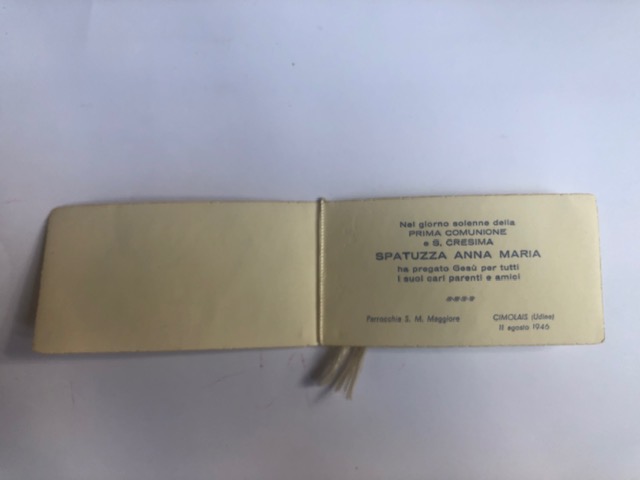 Nel giorno solenne della
PRIMA COMUNIONE
e S. CRESIMA
SPATUZZA ANNA MARIA
ha pregato Gesù per tutti
i suoi cari parenti e amici
Parrocchia S. M. Maggiore
CIMOLAIS (Udine)
11 agosto 1946